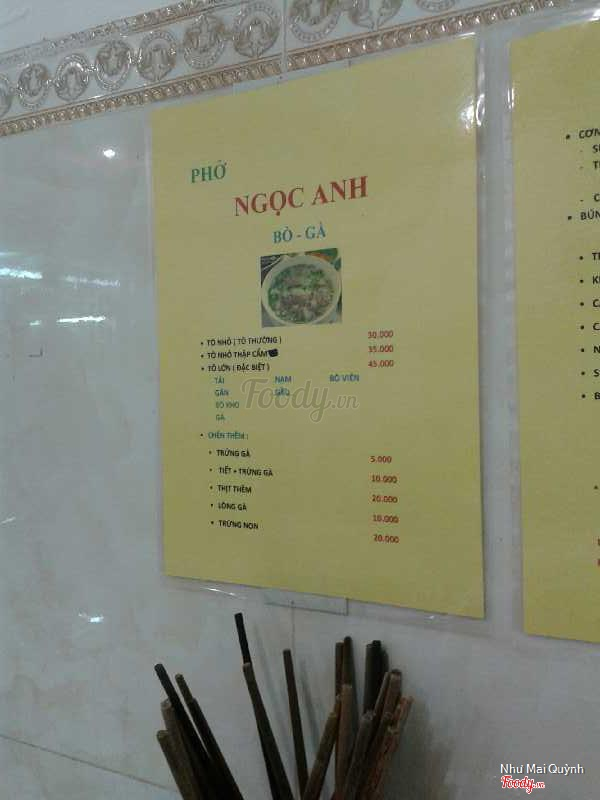 PHỞ
NGỌC ANH
BÒ - GÀ
• TÔ NHỎ ( TÔ THƯỜNG ) 30.000
• TÔ NHỎ THẬP CẨM 35.000
• TÔ LỚN ( ĐẶC BIỆT ) 45.000
TÁI NẠM BÒ VIÊN
GÂN GẦU
BÒ KHO
GÀ
• CHÉN THÊM :
• TRỨNG GÀ 5.000
• TIẾT + TRỨNG GÀ 10.000
• THỊT THÊM 20.000
• LÒNG GÀ 10.000
• TRỨNG NON 20.000
Foody.vn
• CƠM
• BÚN
Như Mai Quỳnh
Foody.vn